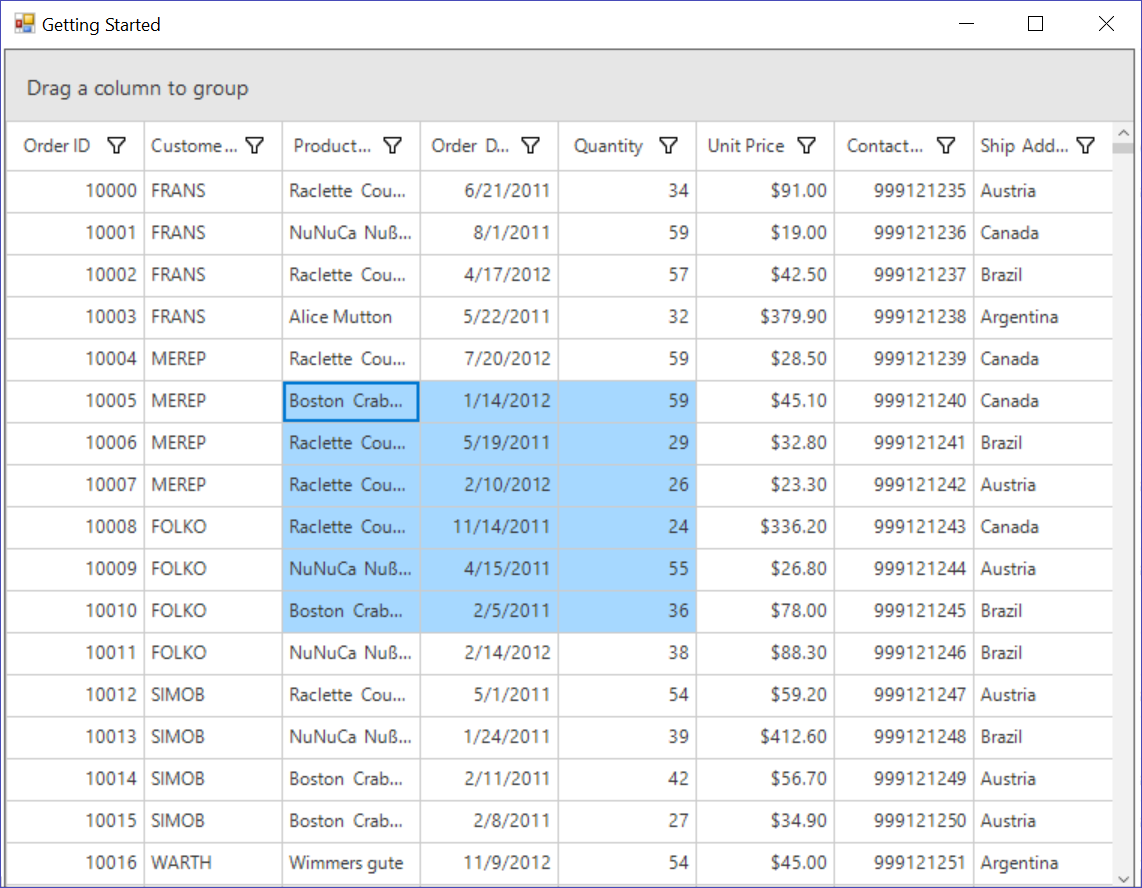 Getting Started
Drag a column to group
Order ID Custome... Product... Order D... Quantity Unit Price Contact... Ship Add...
10000 FRANS Raclette Cou... 6/21/2011 34 $91.00 999121235 Austria
10001 FRANS NuNuCa Nuß... 8/1/2011 59 $19.00 999121236 Canada
10002 FRANS Raclette Cou... 4/17/2012 57 $42.50 999121237 Brazil
10003 FRANS Alice Mutton 5/22/2011 32 $379.90 999121238 Argentina
10004 MEREP Raclette Cou... 7/20/2012 59 $28.50 999121239 Canada
10005 MEREP Boston Crab... 1/14/2012 59 $45.10 999121240 Canada
10006 MEREP Raclette Cou... 5/19/2011 29 $32.80 999121241 Brazil
10007 MEREP Raclette Cou... 2/10/2012 26 $23.30 999121242 Austria
10008 FOLKO Raclette Cou... 11/14/2011 24 $336.20 999121243 Canada
10009 FOLKO NuNuCa Nuß... 4/15/2011 55 $26.80 999121244 Austria
10010 FOLKO Boston Crab... 2/5/2011 36 $78.00 999121245 Brazil
10011 FOLKO NuNuCa Nuß... 2/14/2012 38 $88.30 999121246 Brazil
10012 SIMOB Raclette Cou... 5/1/2011 54 $59.20 999121247 Austria
10013 SIMOB NuNuCa Nuß... 1/24/2011 39 $412.60 999121248 Brazil
10014 SIMOB Boston Crab... 2/11/2011 42 $56.70 999121249 Austria
10015 SIMOB Boston Crab... 2/8/2011 27 $34.90 999121250 Austria
10016 WARTH Wimmers gute 11/9/2012 54 $45.00 999121251 Argentina